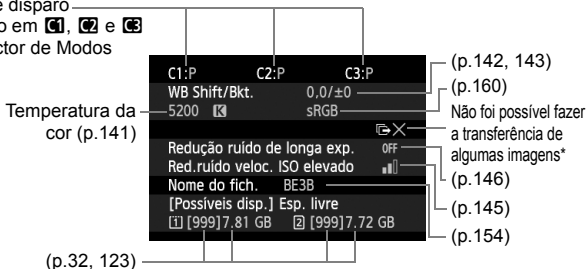 e disparo
o em C1, C2 e C3
ctor de Modos
C1:P C2:P C3:P
WB Shift/Bkt. 0,0/±0
5200 K sRGB
Redução ruído de longa exp. OFF
Red.ruído veloc. ISO elevado
Nome do fich. BE3B
[Possíveis disp.] Esp. livre
1 [999]7.81 GB 2 [999]7.72 GB
Temperatura da
cor (p.141)
(p.32, 123)
(p.142, 143)
(p.160)
Não foi possível fazer
a transferência de
algumas imagens*
(p.146)
(p.145)
(p.154)